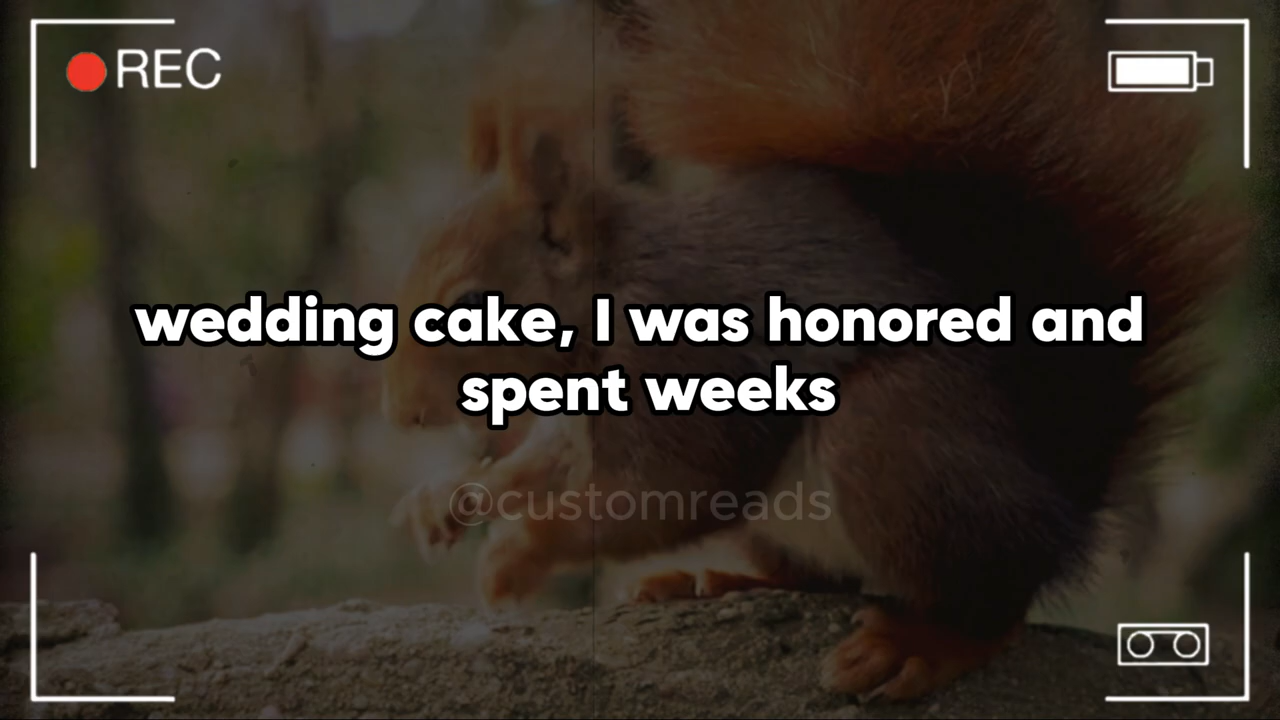 REC
wedding cake, I was honored and
spent weeks
@customreads